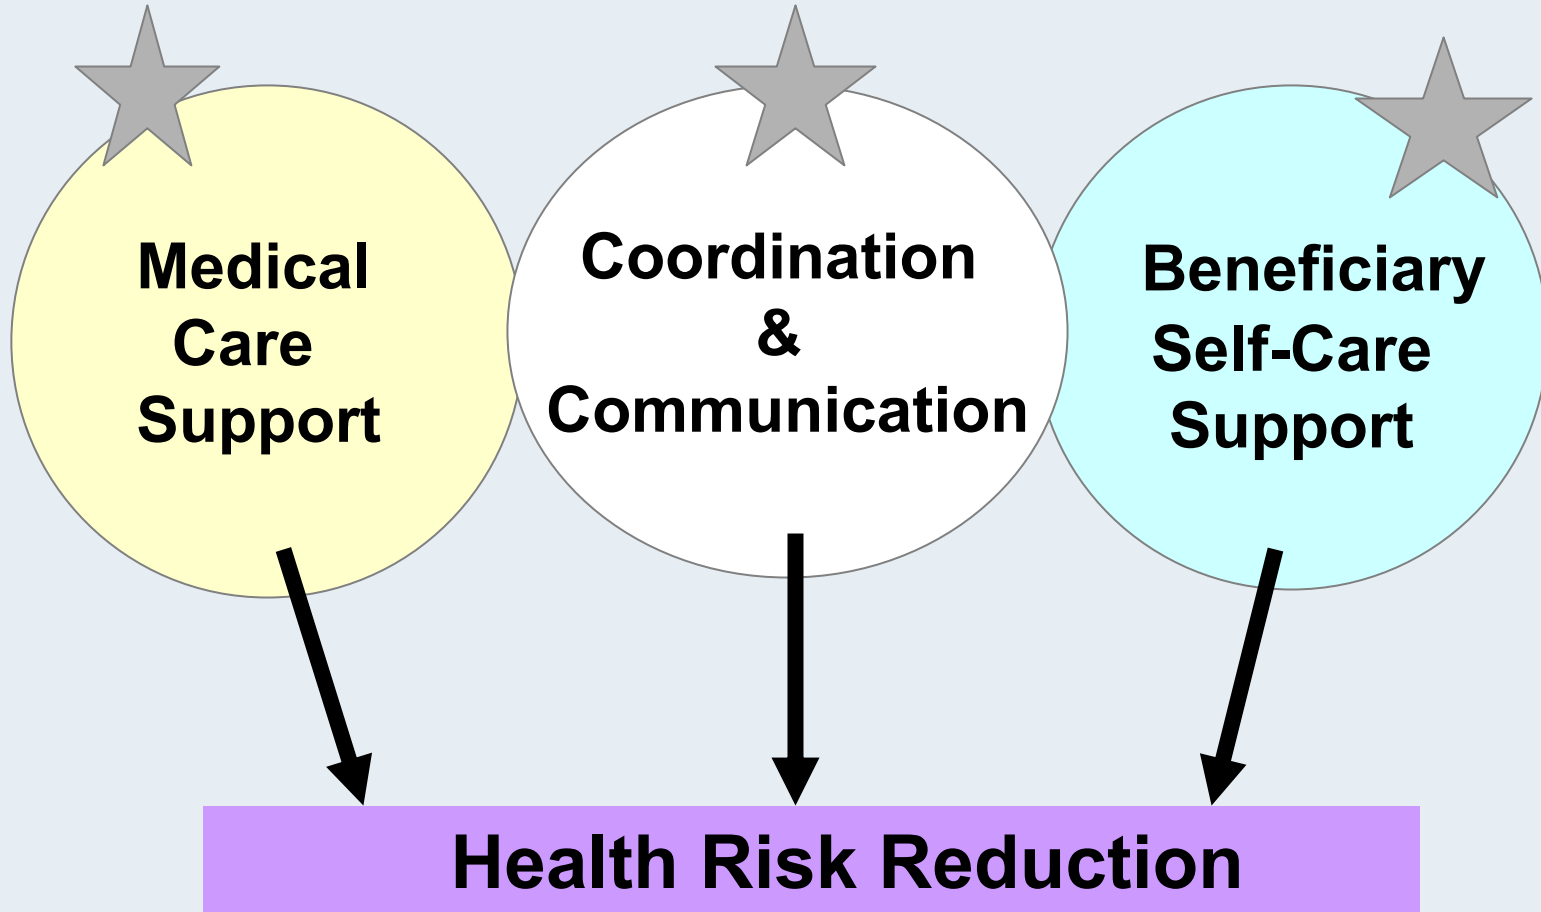 Medical
Care
Support
Coordination
&
Communication
Beneficiary
Self-Care
Support
Health Risk Reduction